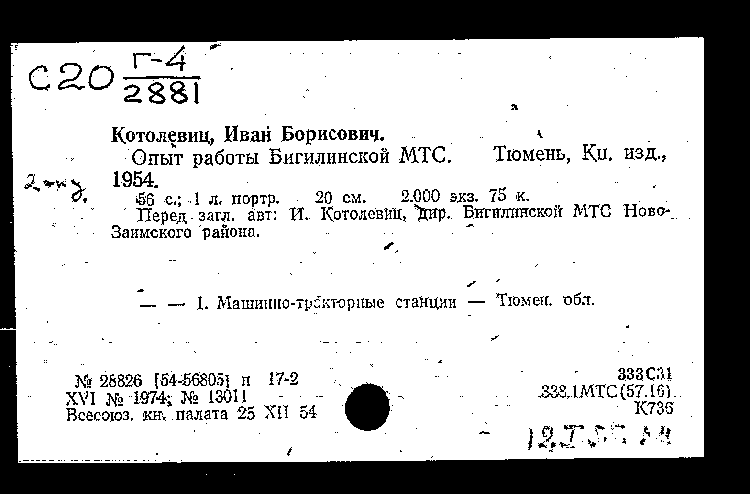 С20 Г-4
2881
Котолевиц, Иван Борисович.
Опыт работы Бигилинской МТС. Тюмень, Кн. изд.,
1954.
56 с.; 1 л. портр. 20 см. 2.000 экз. 75 к.
Перед загл. авт: И. Котолевиц, дир. Бигилинской МТС Ново-
Заимского района.
— — 1. Машинно-тракторные станции — Тюмен. обл.
№ 28826 [54-56805] п 17-2
XVI № 1974; № 13011
Всесоюз. кн. палата 25 XII 54
333С31
338.1МТС(57.16)
К736